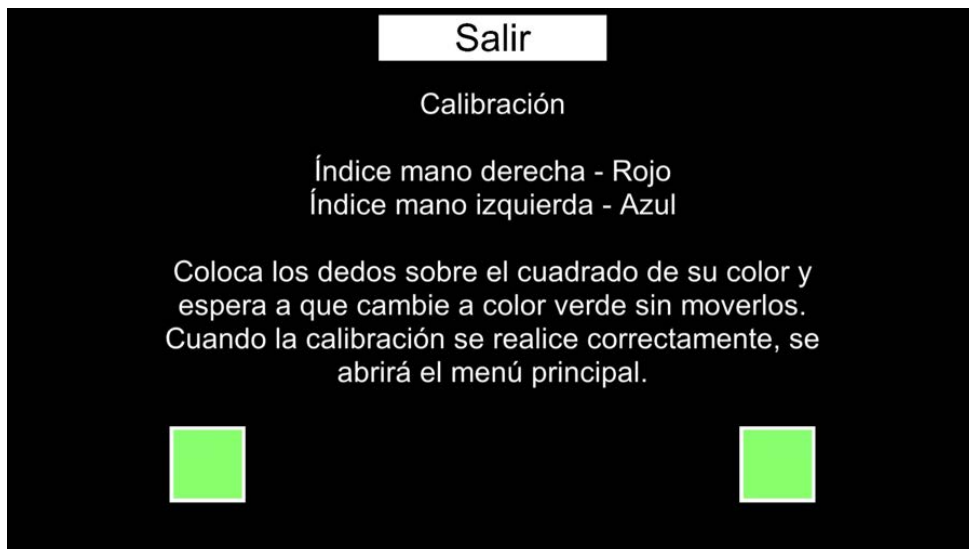 Salir
Calibración
Índice mano derecha - Rojo
Índice mano izquierda - Azul
Coloca los dedos sobre el cuadrado de su color y
espera a que cambie a color verde sin moverlos.
Cuando la calibración se realice correctamente, se
abrirá el menú principal.